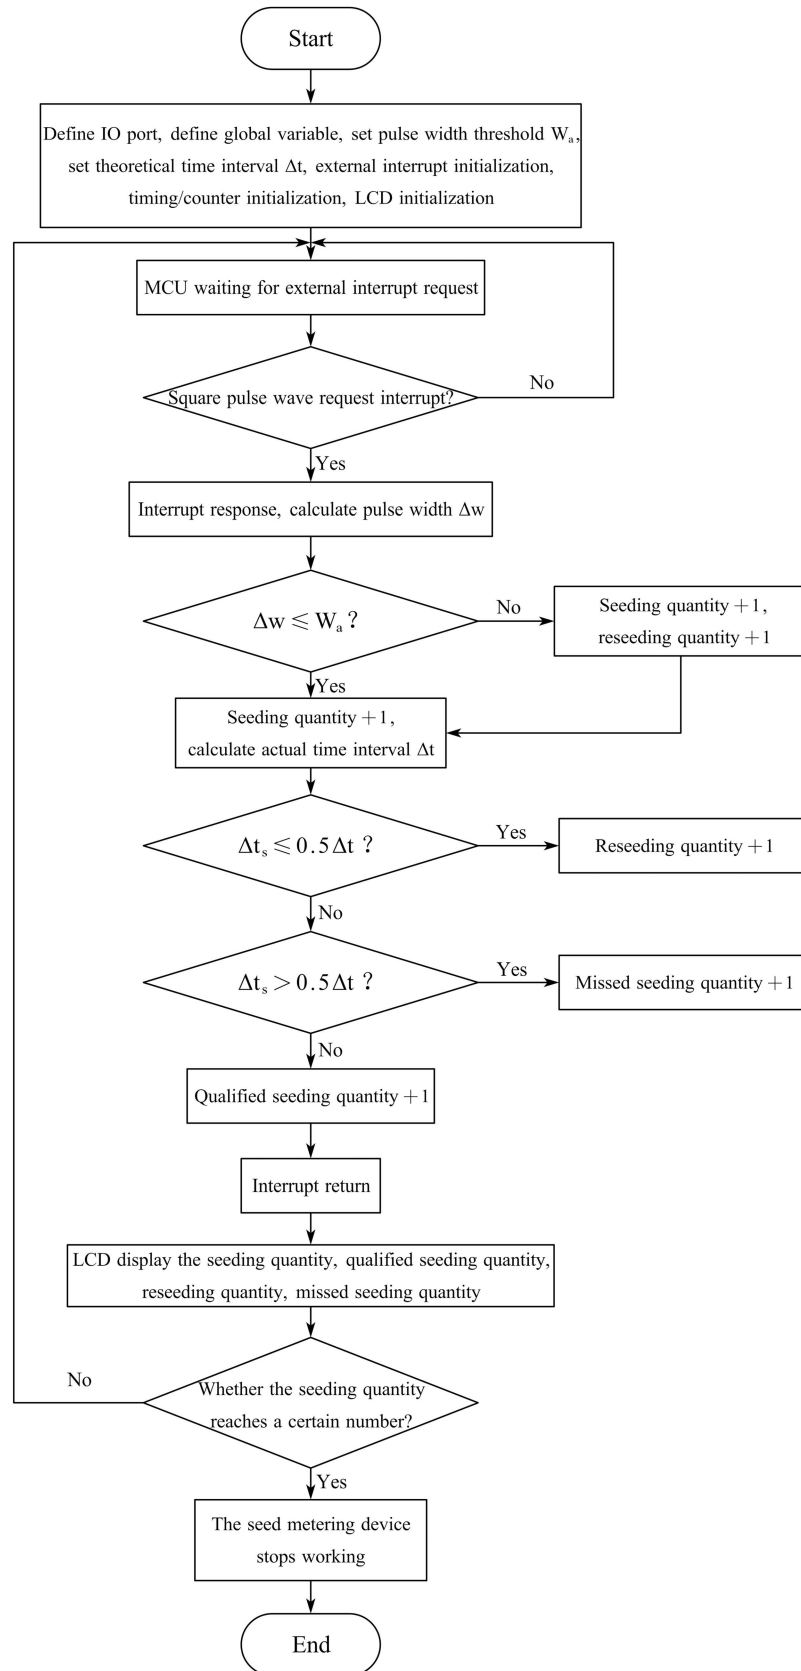 Start
Define IO port, define global variable, set pulse width threshold Wₐ,
set theoretical time interval Δt, external interrupt initialization,
timing/counter initialization, LCD initialization
MCU waiting for external interrupt request
Square pulse wave request interrupt?
No
Yes
Interrupt response, calculate pulse width Δw
Δw ⩽ Wₐ ?
No
Seeding quantity +1,
reseeding quantity +1
Yes
Seeding quantity +1,
calculate actual time interval Δt
Δtₛ ⩽ 0.5Δt ?
Yes
Reseeding quantity +1
No
Δtₛ > 0.5Δt ?
Yes
Missed seeding quantity +1
No
Qualified seeding quantity +1
Interrupt return
LCD display the seeding quantity, qualified seeding quantity,
reseeding quantity, missed seeding quantity
Whether the seeding quantity
reaches a certain number?
No
Yes
The seed metering device
stops working
End